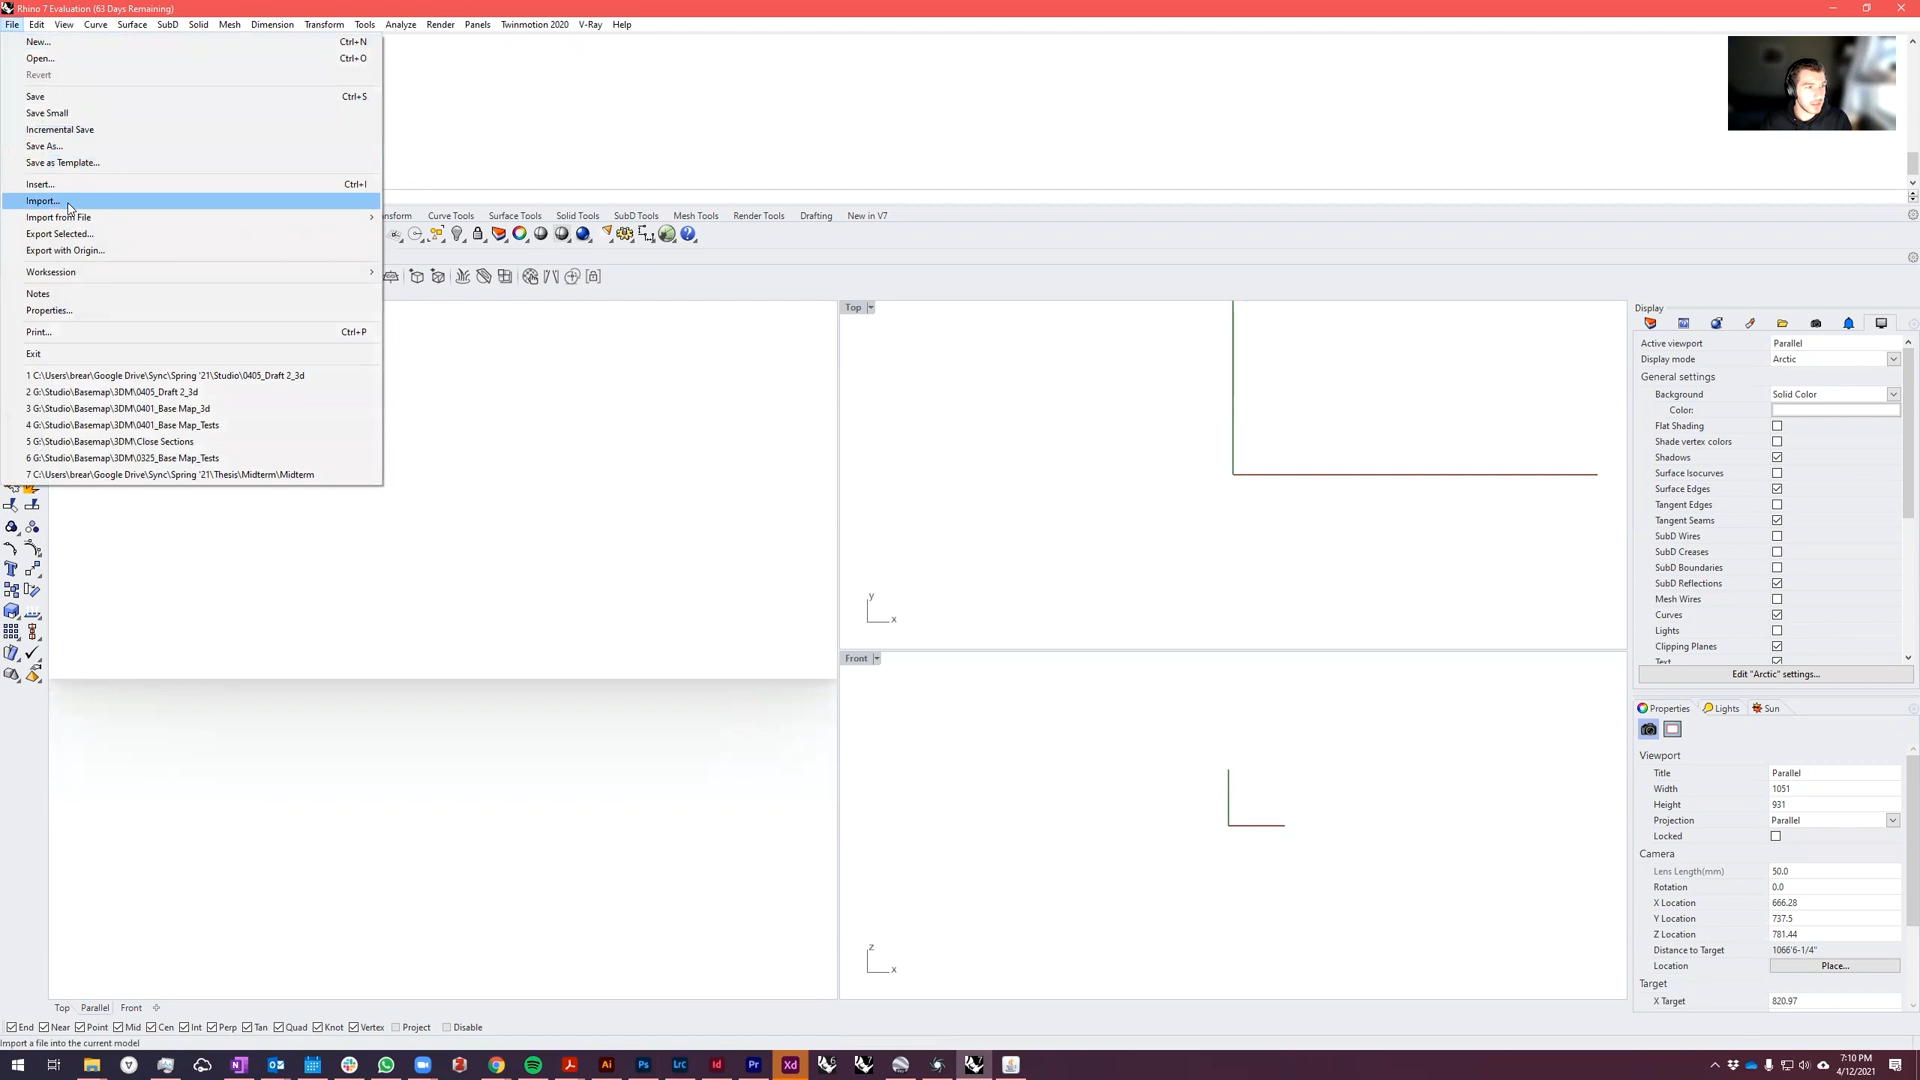 Rhino 7 Evaluation (63 Days Remaining)
File Edit View Curve Surface SubD Solid Mesh Dimension Transform Tools Analyze Render Panels Twinmotion 2020 V-Ray Help
New... Ctrl+N
Open... Ctrl+O
Revert
Save Ctrl+S
Save Small
Incremental Save
Save As...
Save as Template...
Insert... Ctrl+I
Import...
Import from File
Export Selected...
Export with Origin...
Worksession
Notes
Properties...
Print... Ctrl+P
Exit
1 C:\Users\brear\Google Drive\Sync\Spring '21\Studio\0405_Draft 2_3d
2 G:\Studio\Basemap\3DM\0405_Draft 2_3d
3 G:\Studio\Basemap\3DM\0401_Base Map_3d
4 G:\Studio\Basemap\3DM\0401_Base Map_Tests
5 G:\Studio\Basemap\3DM\Close Sections
6 G:\Studio\Basemap\3DM\0325_Base Map_Tests
7 C:\Users\brear\Google Drive\Sync\Spring '21\Thesis\Midterm\Midterm
nsform Curve Tools Surface Tools Solid Tools SubD Tools Mesh Tools Render Tools Drafting New in V7
Top
y
x
Front
z
x
Display
Active viewport Parallel
Display mode Arctic
General settings
Background Solid Color
Color:
Flat Shading
Shade vertex colors
Shadows
Surface Isocurves
Surface Edges
Tangent Edges
Tangent Seams
SubD Wires
SubD Creases
SubD Boundaries
SubD Reflections
Mesh Wires
Curves
Lights
Clipping Planes
Text
Edit "Arctic" settings...
Properties Lights Sun
Viewport
Title Parallel
Width 1051
Height 931
Projection Parallel
Locked
Camera
Lens Length(mm) 50.0
Rotation 0.0
X Location 666.28
Y Location 737.5
Z Location 781.44
Distance to Target 1066'6-1/4"
Location Place...
Target
X Target 820.97
Top Parallel Front
End Near Point Mid Cen Int Perp Tan Quad Knot Vertex Project Disable
Import a file into the current model
Ai Ps Lrc Id Pr Xd 6 7 7
7:10 PM
4/12/2021